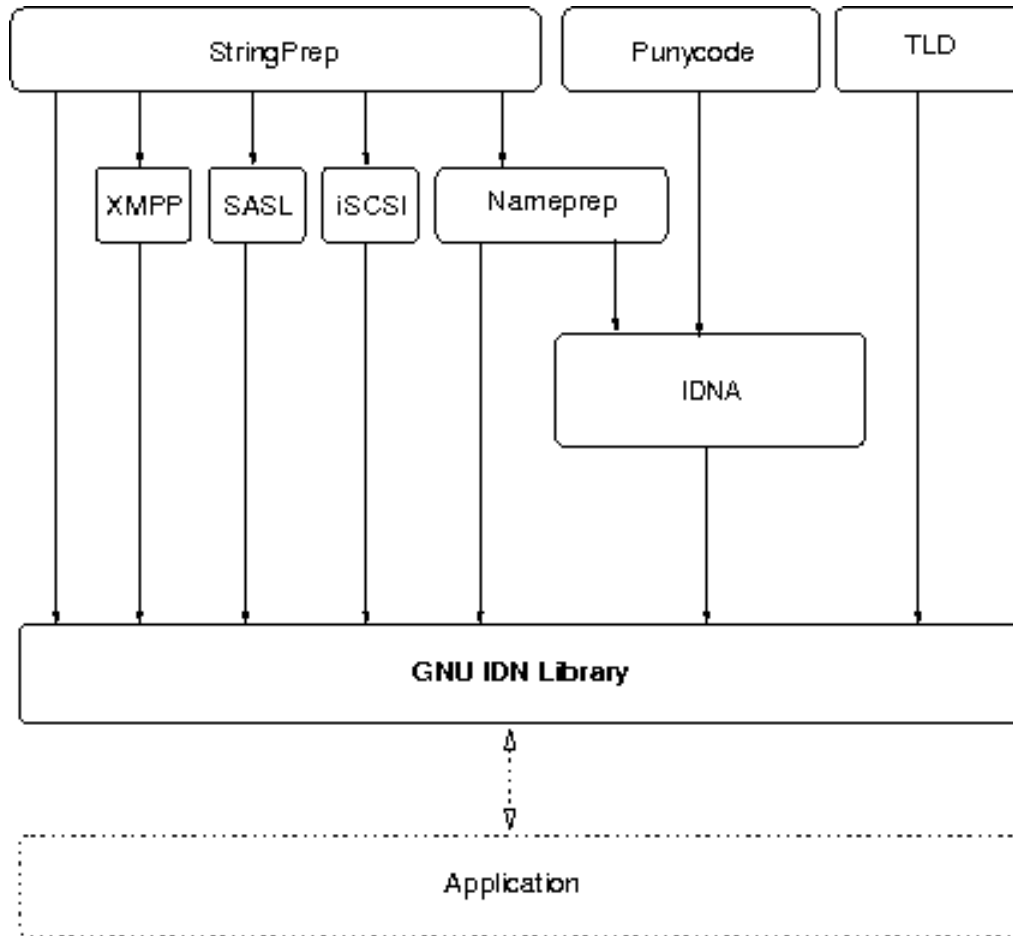 StringPrep
Punycode
TLD
XMPP
SASL
iSCSI
Nameprep
IDNA
GNU IDN Library
Application